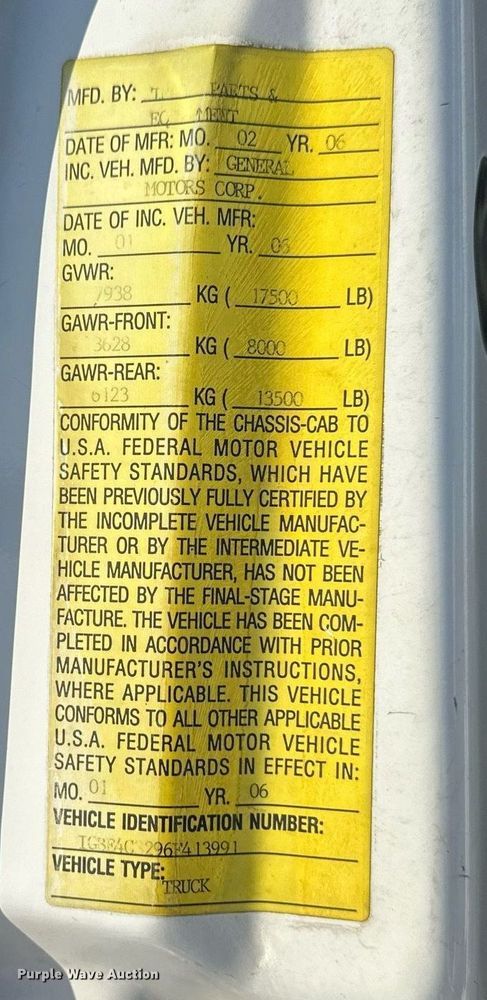 MFD. BY: PARTS &
DATE OF MFR: MO. 02 YR. 06
INC. VEH. MFD. BY: GENERAL
MOTORS CORP.
DATE OF INC. VEH. MFR:
MO. 01 YR.
GVWR:
7938 KG ( 17500 LB)
GAWR-FRONT:
3628 KG ( 8000 LB)
GAWR-REAR:
6123 KG ( 13500 LB)
CONFORMITY OF THE CHASSIS-CAB TO
U.S.A. FEDERAL MOTOR VEHICLE
SAFETY STANDARDS, WHICH HAVE
BEEN PREVIOUSLY FULLY CERTIFIED BY
THE INCOMPLETE VEHICLE MANUFAC-
TURER OR BY THE INTERMEDIATE VE-
HICLE MANUFACTURER, HAS NOT BEEN
AFFECTED BY THE FINAL-STAGE MANU-
FACTURE. THE VEHICLE HAS BEEN COM-
PLETED IN ACCORDANCE WITH PRIOR
MANUFACTURER'S INSTRUCTIONS,
WHERE APPLICABLE. THIS VEHICLE
CONFORMS TO ALL OTHER APPLICABLE
U.S.A. FEDERAL MOTOR VEHICLE
SAFETY STANDARDS IN EFFECT IN:
MO. 01 YR. 06
VEHICLE IDENTIFICATION NUMBER:
VEHICLE TYPE:
TRUCK
Purple Wave Auction